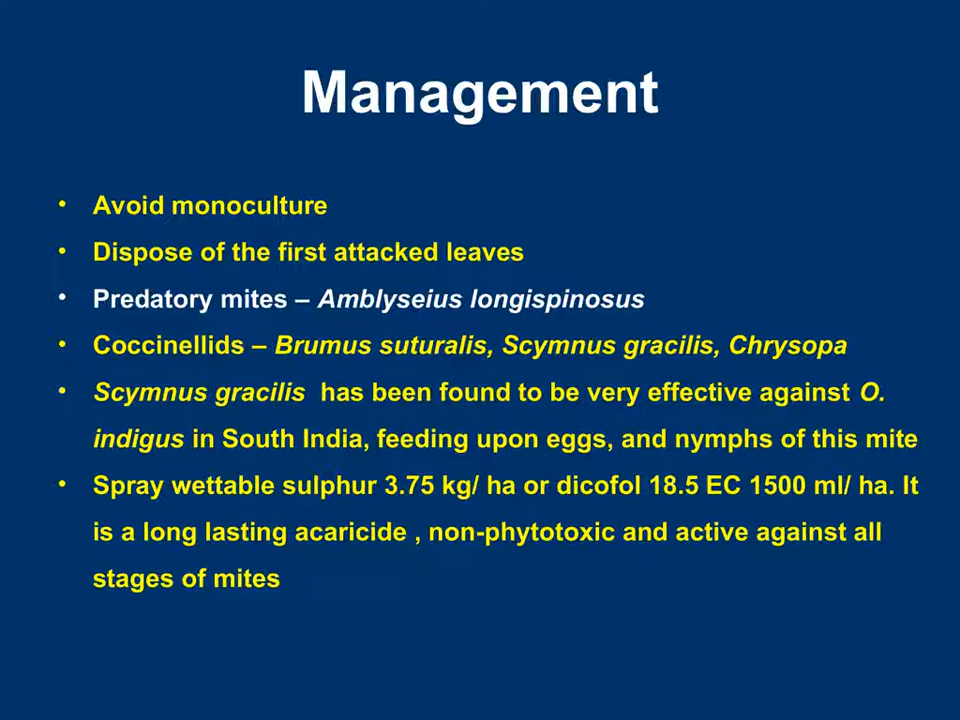 Management
• Avoid monoculture
• Dispose of the first attacked leaves
• Predatory mites – Amblyseius longispinosus
• Coccinellids – Brumus suturalis, Scymnus gracilis, Chrysopa
• Scymnus gracilis has been found to be very effective against O.
indigus in South India, feeding upon eggs, and nymphs of this mite
• Spray wettable sulphur 3.75 kg/ ha or dicofol 18.5 EC 1500 ml/ ha. It
is a long lasting acaricide , non-phytotoxic and active against all
stages of mites